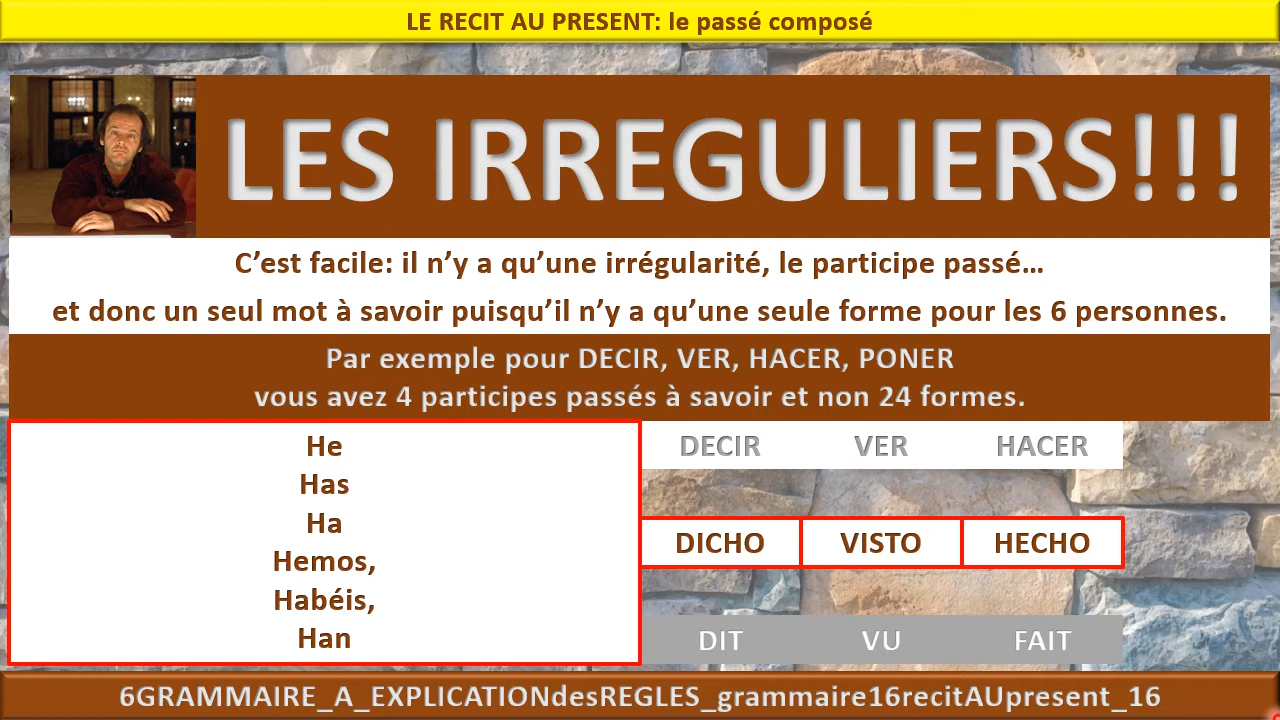 LE RECIT AU PRESENT: le passé composé
LES IRREGULIERS!!!
C’est facile: il n’y a qu’une irrégularité, le participe passé…
et donc un seul mot à savoir puisqu’il n’y a qu’une seule forme pour les 6 personnes.
Par exemple pour DECIR, VER, HACER, PONER
vous avez 4 participes passés à savoir et non 24 formes.
He
Has
Ha
Hemos,
Habéis,
Han
DECIR VER HACER
DICHO VISTO HECHO
DIT VU FAIT
6GRAMMAIRE_A_EXPLICATIONdesREGLES_grammaire16recitAUpresent_16